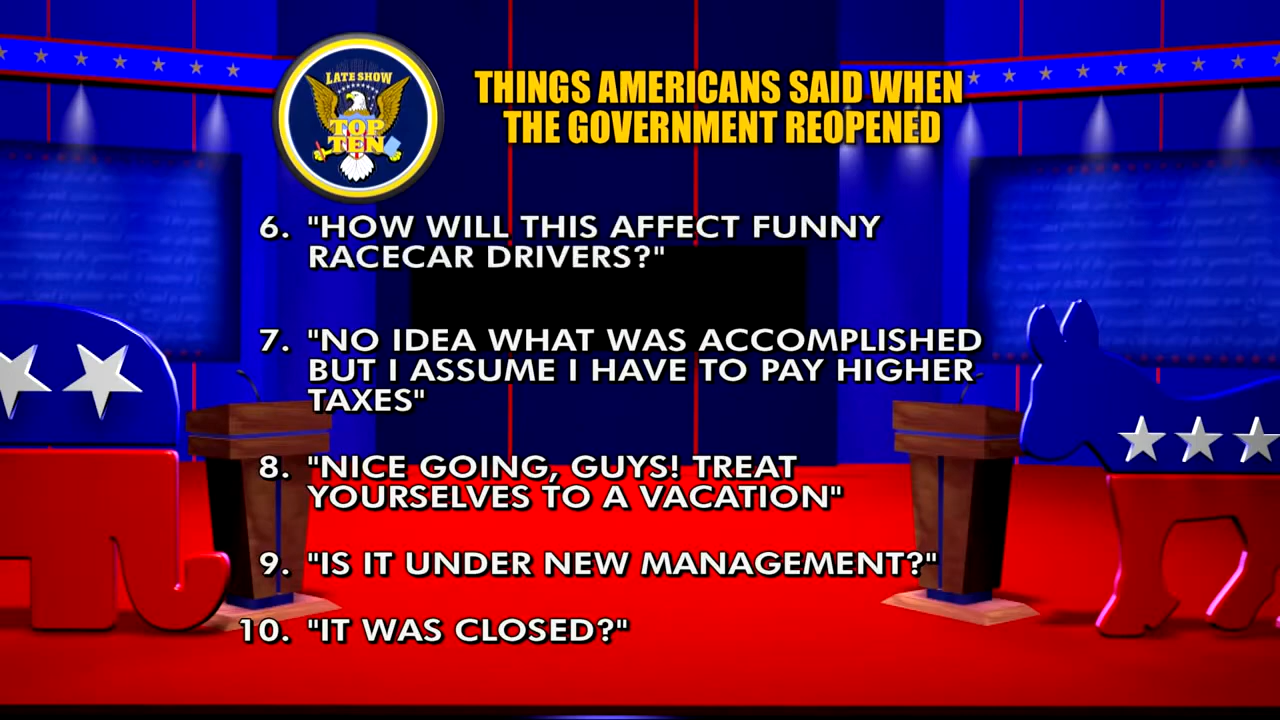 LATE SHOW
TOP
TEN
THINGS AMERICANS SAID WHEN
THE GOVERNMENT REOPENED
6. "HOW WILL THIS AFFECT FUNNY
RACECAR DRIVERS?"
7. "NO IDEA WHAT WAS ACCOMPLISHED
BUT I ASSUME I HAVE TO PAY HIGHER
TAXES"
8. "NICE GOING, GUYS! TREAT
YOURSELVES TO A VACATION"
9. "IS IT UNDER NEW MANAGEMENT?"
10. "IT WAS CLOSED?"